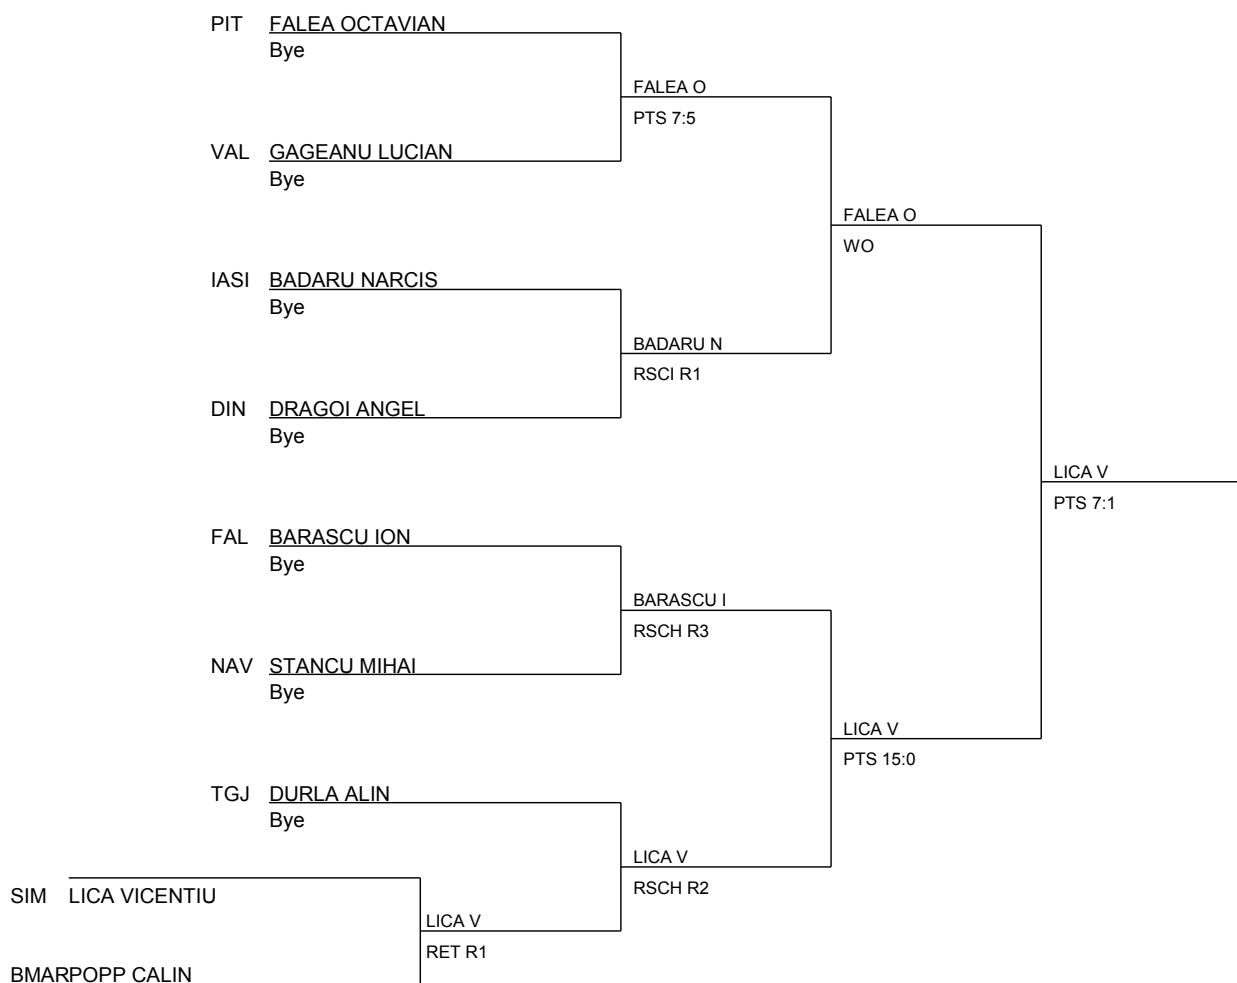 PIT FALEA OCTAVIAN
Bye
FALEA O
PTS 7:5
VAL GAGEANU LUCIAN
Bye
FALEA O
WO
IASI BADARU NARCIS
Bye
BADARU N
RSCI R1
DIN DRAGOI ANGEL
Bye
LICA V
PTS 7:1
FAL BARASCU ION
Bye
BARASCU I
RSCH R3
NAV STANCU MIHAI
Bye
LICA V
PTS 15:0
TGJ DURLA ALIN
Bye
LICA V
RSCH R2
SIM LICA VICENTIU
LICA V
RET R1
BMARPOPP CALIN